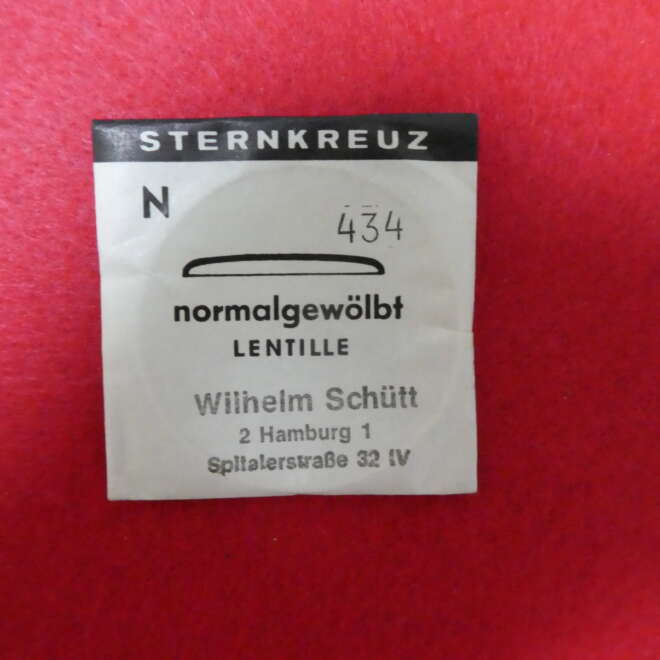 STERNKREUZ
N
434
normalgewölbt
LENTILLE
Wilhelm Schütt
2 Hamburg 1
Spitalerstraße 32 IV